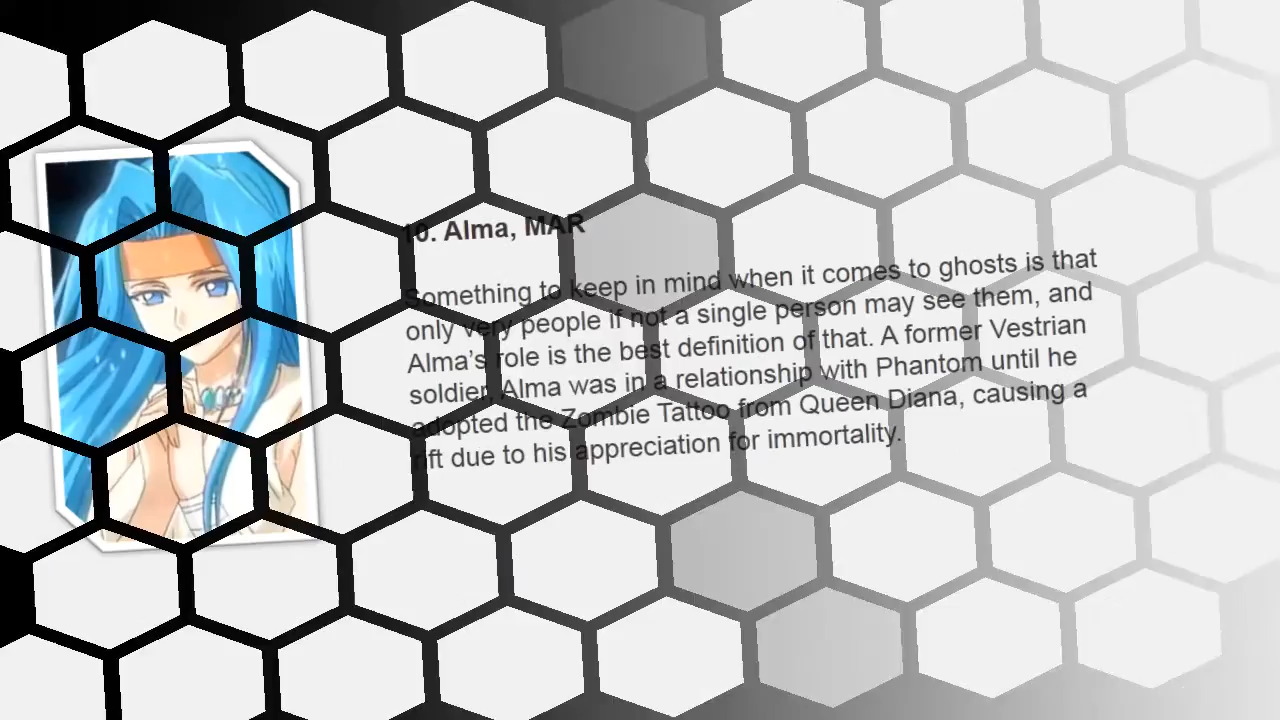 10. Alma, MAR
Something to keep in mind when it comes to ghosts is that
only very people if not a single person may see them, and
Alma's role is the best definition of that. A former Vestrian
soldier, Alma was in a relationship with Phantom until he
adopted the Zombie Tattoo from Queen Diana, causing a
rift due to his appreciation for immortality.